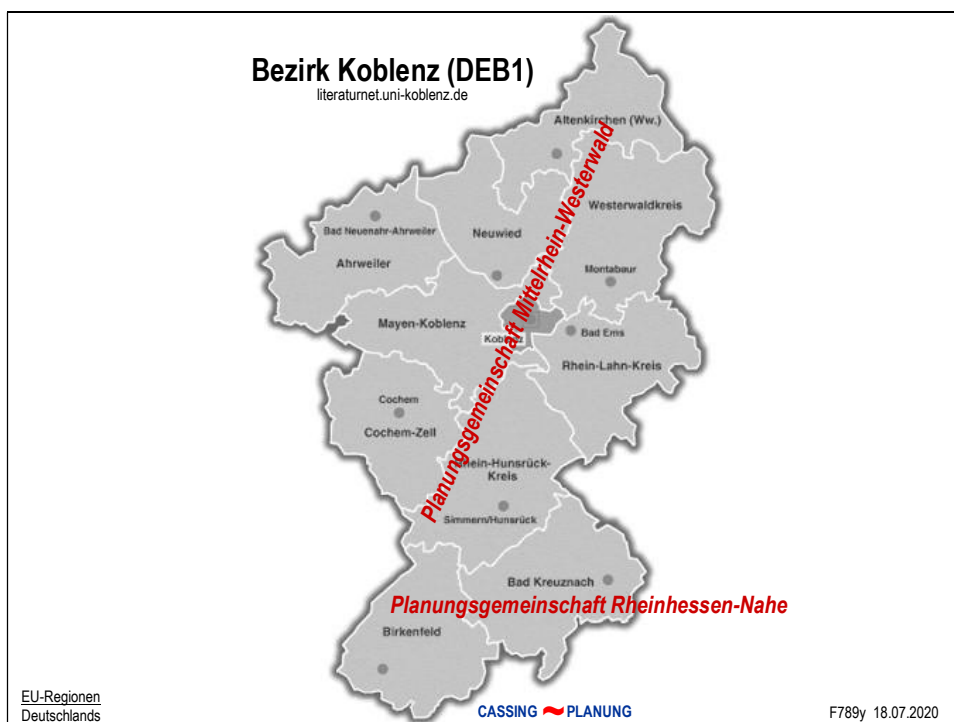 Bezirk Koblenz (DEB1)
literaturnet.uni-koblenz.de
Altenkirchen (Ww.)
Westerwaldkreis
Bad Neuenahr-Ahrweiler
Neuwied
Ahrweiler
Montabaur
Mayen-Koblenz
Koblenz
Bad Ems
Rhein-Lahn-Kreis
Cochem
Cochem-Zell
Planungsgemeinschaft Mittelrhein-Westerwald
Rhein-Hunsrück-
Kreis
Simmern/Hunsrück
Bad Kreuznach
Planungsgemeinschaft Rheinhessen-Nahe
Birkenfeld
EU-Regionen
Deutschlands
CASSING PLANUNG
F789y 18.07.2020